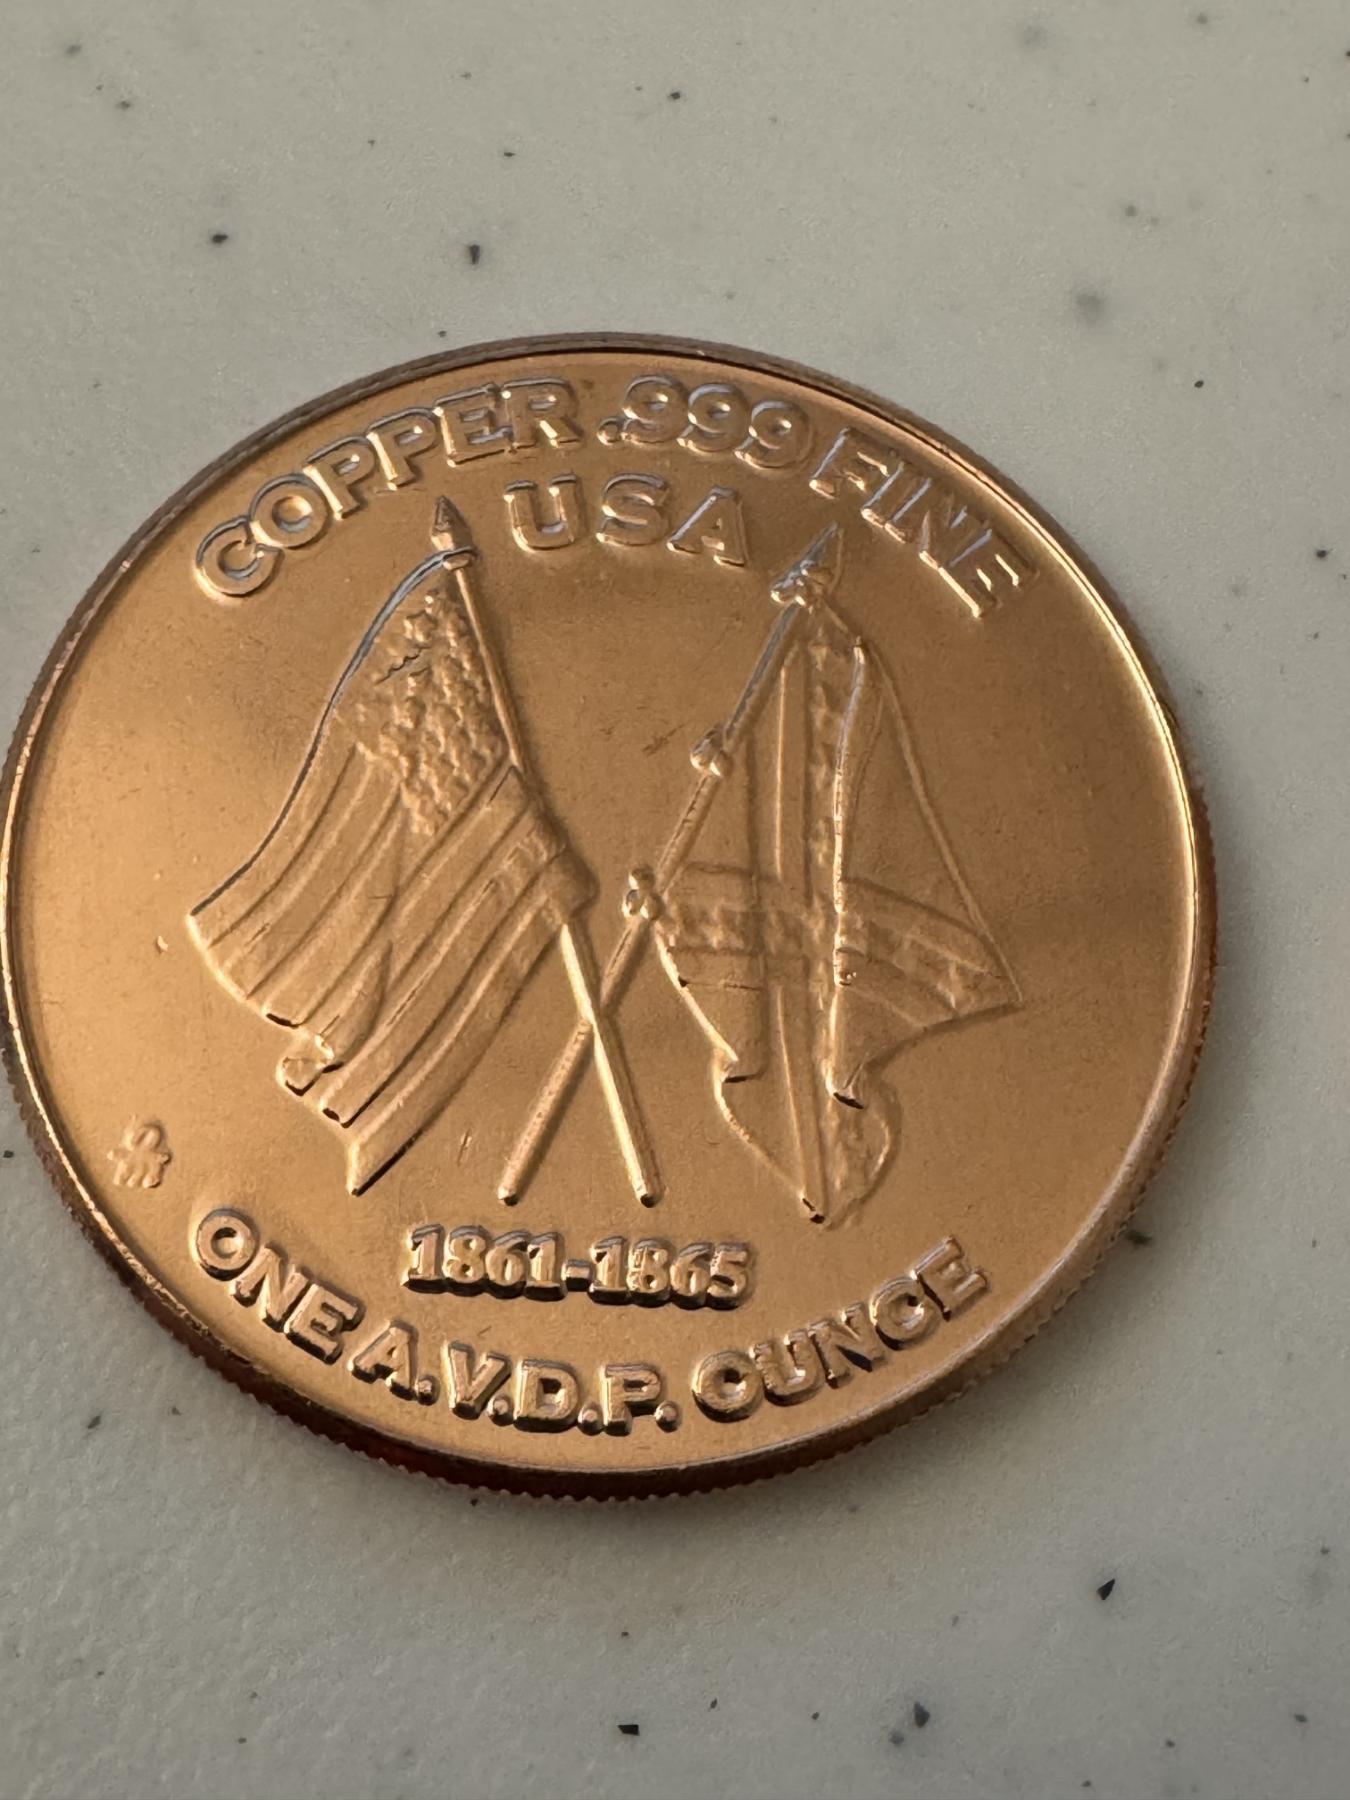 COPPER .999 FINE
USA
1861-1865
ONE A.V.D.P. OUNCE